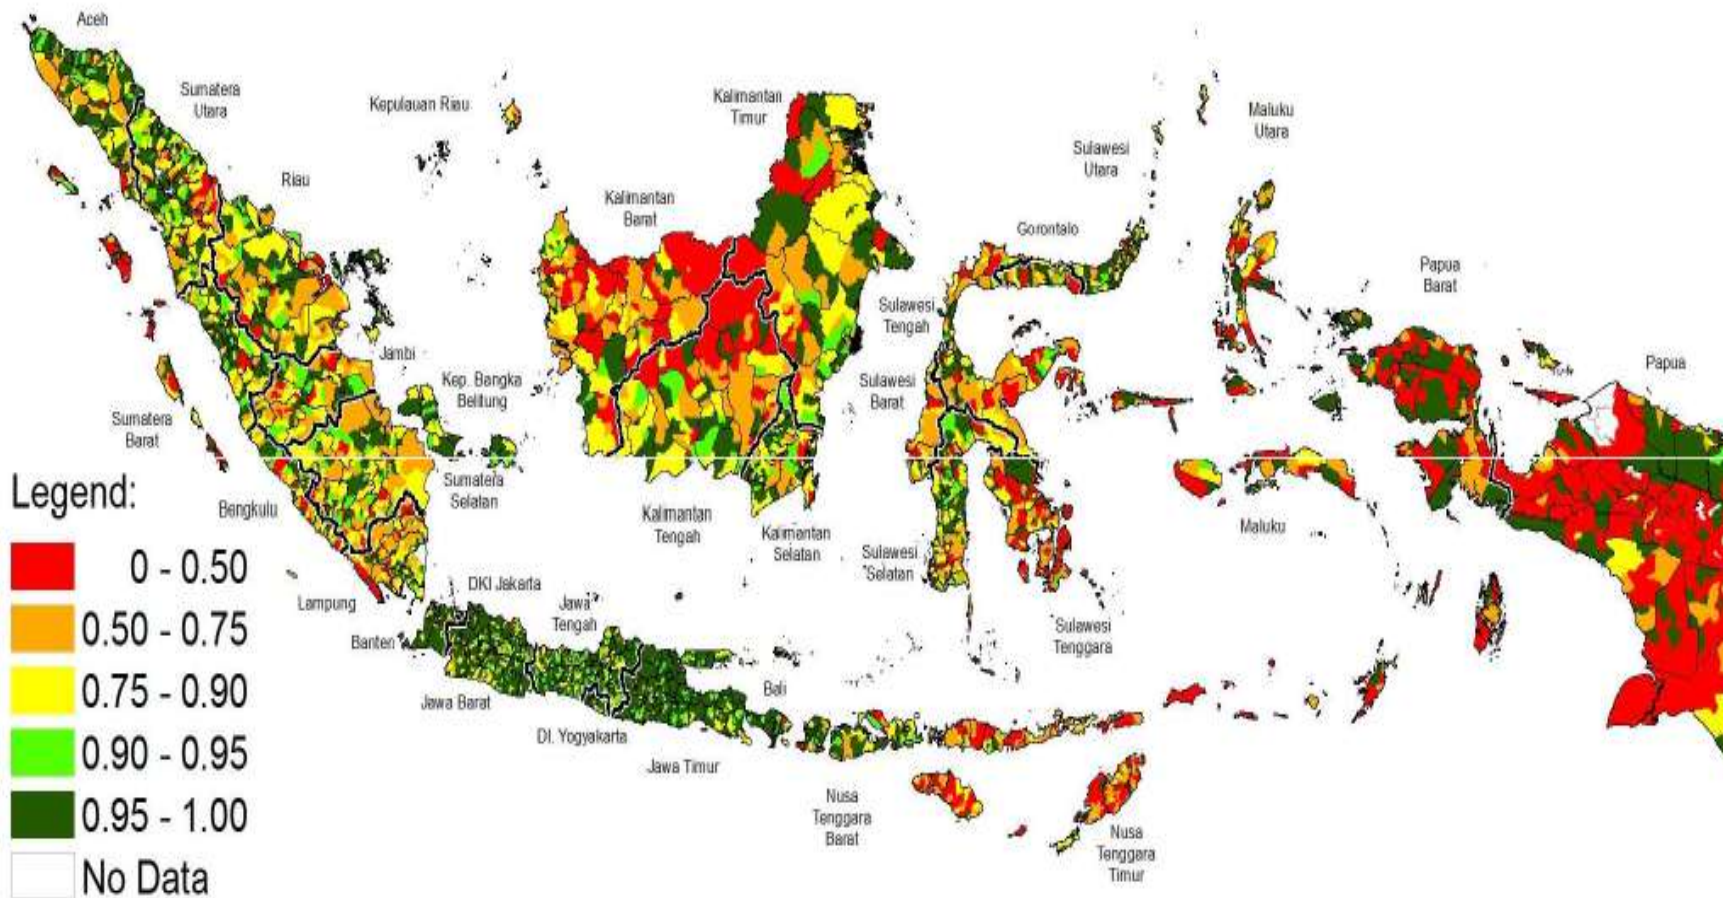 Aceh
Sumatera
Utara
Kepulauan Riau
Riau
Kalimantan
Timur
Kalimantan
Barat
Sulawesi
Utara
Maluku
Utara
Gorontalo
Papua
Barat
Papua
Sulawesi
Tengah
Jambi
Kep. Bangka
Belitung
Sulawesi
Barat
Sumatera
Barat
Sumatera
Selatan
Bengkulu
Kalimantan
Tengah
Kalimantan
Selatan
Sulawesi
Selatan
Maluku
Lampung
DKI Jakarta
Jawa
Tengah
Banten
Sulawesi
Tenggara
Jawa Barat
Bali
DI. Yogyakarta
Jawa Timur
Nusa
Tenggara
Barat
Nusa
Tenggara
Timur
Legend:
0 - 0.50
0.50 - 0.75
0.75 - 0.90
0.90 - 0.95
0.95 - 1.00
No Data